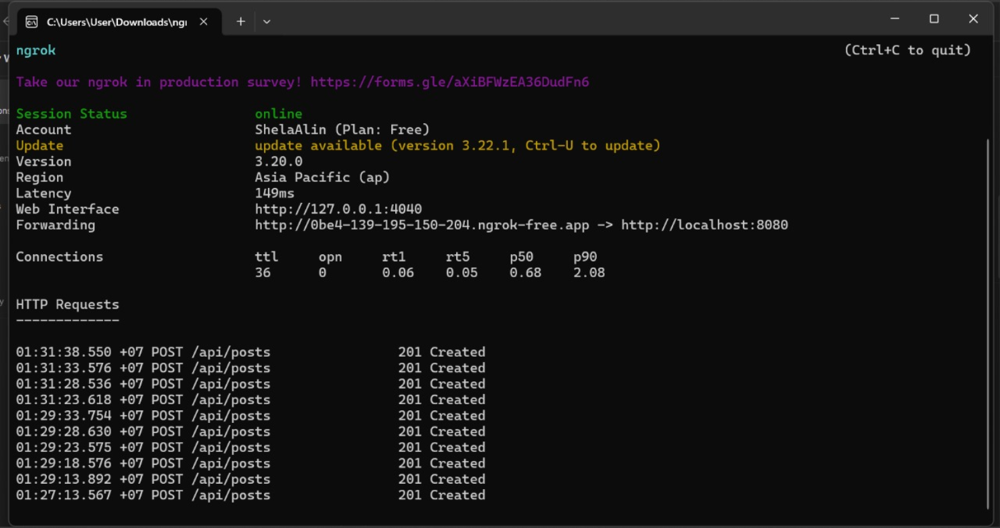 C:\Users\User\Downloads\ngr
ngrok (Ctrl+C to quit)
Take our ngrok in production survey! https://forms.gle/aXiBFWzEA36DudFn6
Session Status online
Account ShelaAlin (Plan: Free)
Update update available (version 3.22.1, Ctrl-U to update)
Version 3.20.0
Region Asia Pacific (ap)
Latency 149ms
Web Interface http://127.0.0.1:4040
Forwarding http://0be4-139-195-150-204.ngrok-free.app -> http://localhost:8080
Connections ttl opn rt1 rt5 p50 p90
36 0 0.06 0.05 0.68 2.08
HTTP Requests
-------------
01:31:38.550 +07 POST /api/posts 201 Created
01:31:33.576 +07 POST /api/posts 201 Created
01:31:28.536 +07 POST /api/posts 201 Created
01:31:23.618 +07 POST /api/posts 201 Created
01:29:33.754 +07 POST /api/posts 201 Created
01:29:28.630 +07 POST /api/posts 201 Created
01:29:23.575 +07 POST /api/posts 201 Created
01:29:18.576 +07 POST /api/posts 201 Created
01:29:13.892 +07 POST /api/posts 201 Created
01:27:13.567 +07 POST /api/posts 201 Created